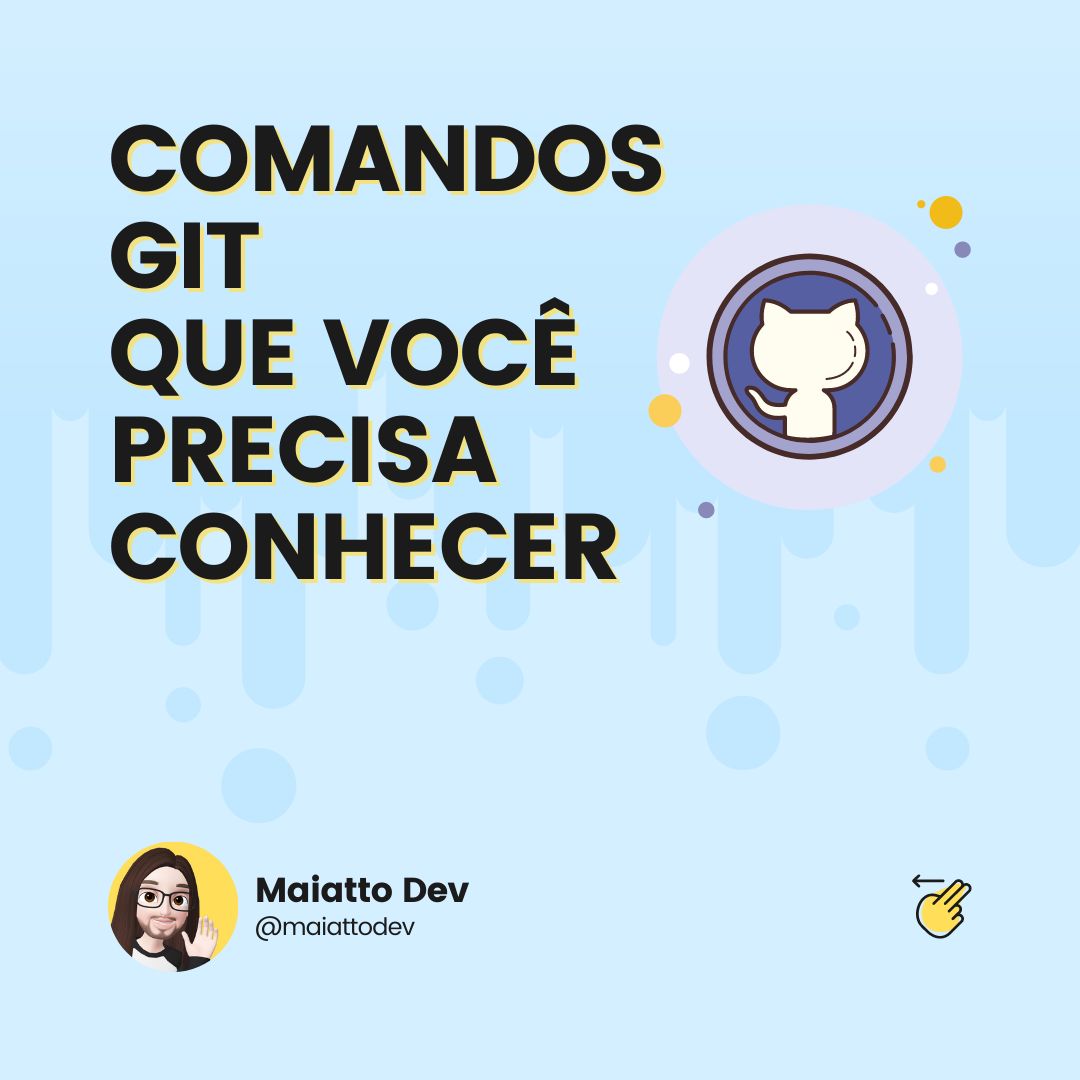 COMANDOS
GIT
QUE VOCÊ
PRECISA
CONHECER
Maiatto Dev
@maiattodev